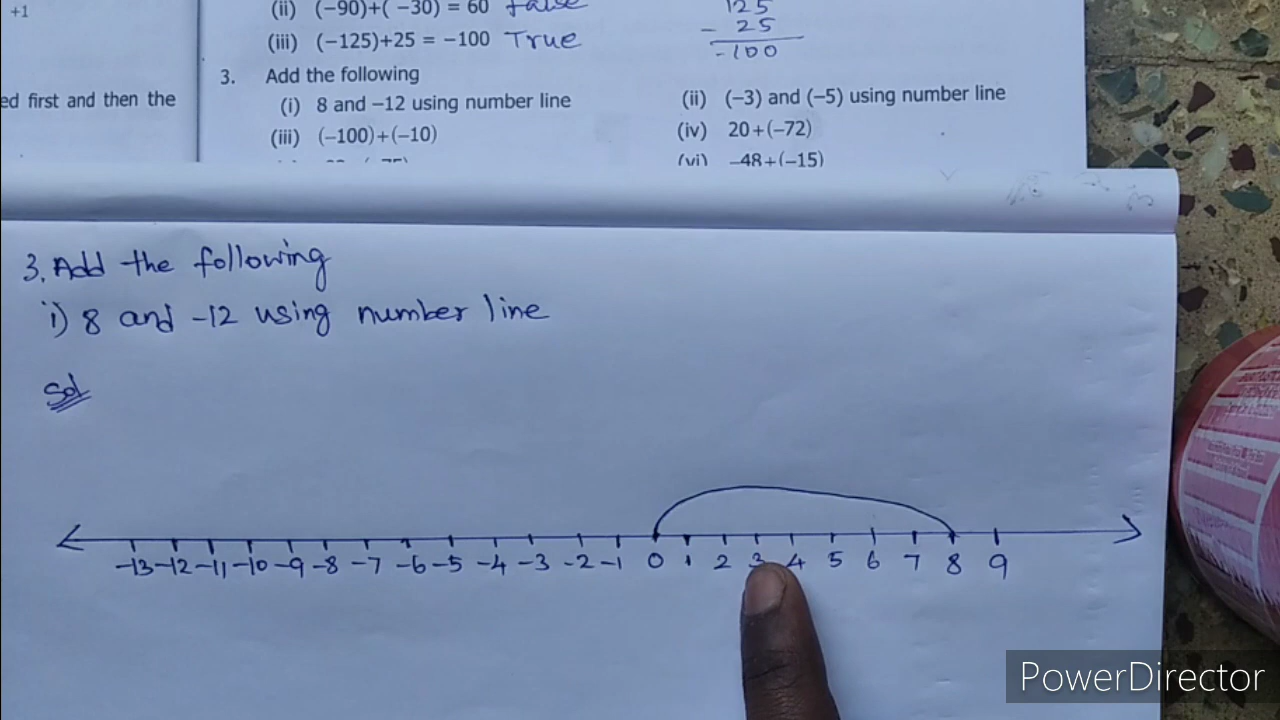 +1
ed first and then the
(ii) (−90)+( −30) = 60 false
(iii) (−125)+25 = −100 True
125
- 25
-100
3. Add the following
(i) 8 and −12 using number line
(ii) (−3) and (−5) using number line
(iii) (−100)+(−10)
(iv) 20+(−72)
(vi) −48+(−15)
3. Add the following
i) 8 and -12 using number line
Sol
-13 -12 -11 -10 -9 -8 -7 -6 -5 -4 -3 -2 -1 0 1 2 3 4 5 6 7 8 9
PowerDirector